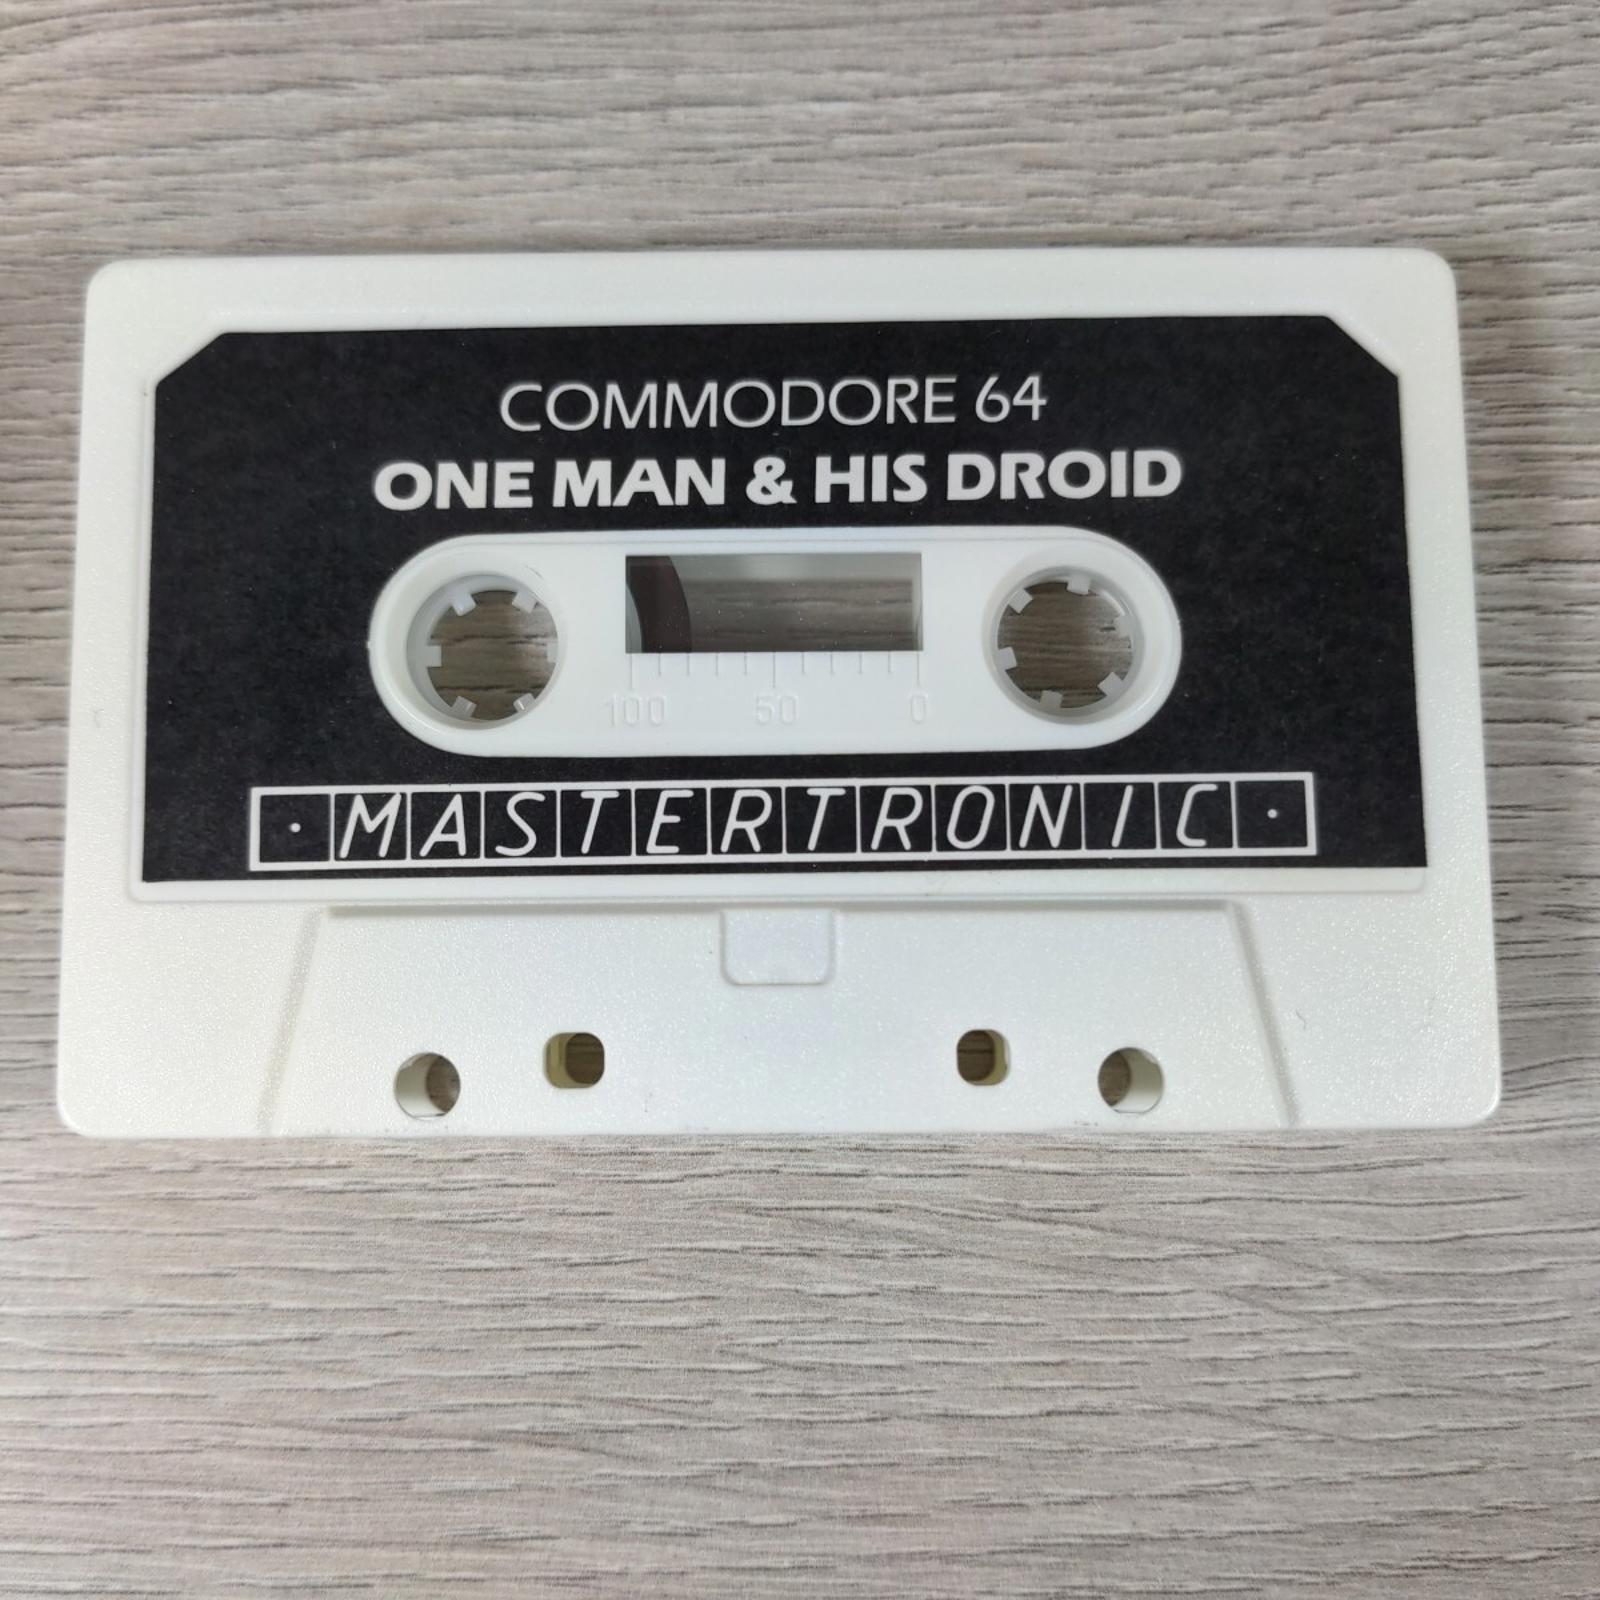 COMMODORE 64
ONE MAN & HIS DROID
100 50 0
· MASTERTRONIC ·